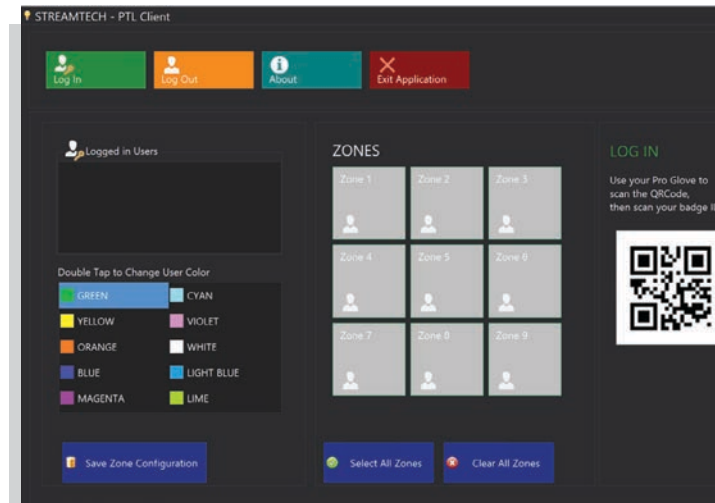 STREAMTECH - PTL Client
Log In
Log Out
About
Exit Application
Logged in Users
Double Tap to Change User Color
GREEN
CYAN
YELLOW
VIOLET
ORANGE
WHITE
BLUE
LIGHT BLUE
MAGENTA
LIME
Save Zone Configuration
ZONES
Zone 1
Zone 2
Zone 3
Zone 4
Zone 5
Zone 6
Zone 7
Zone 8
Zone 9
Select All Zones
Clear All Zones
LOG IN
Use your Pro Glove to
scan the QRCode,
then scan your badge